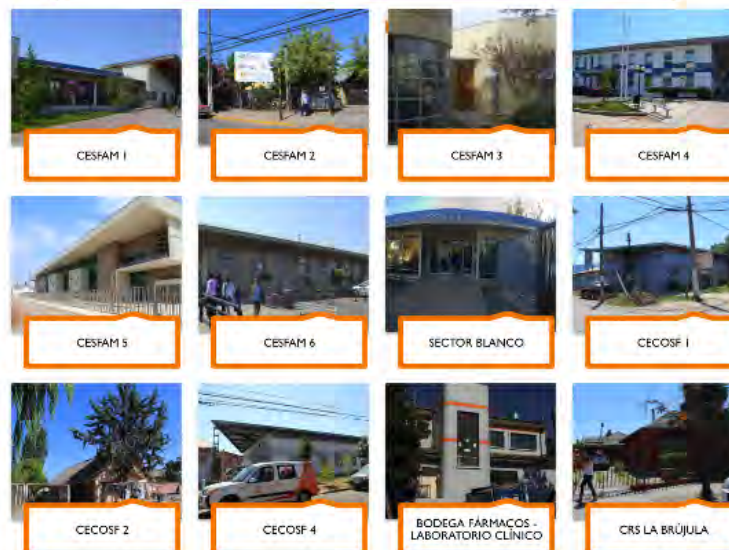 CESFAM 1
CESFAM 2
CESFAM 3
CESFAM 4
CESFAM 5
CESFAM 6
SECTOR BLANCO
CECOSF 1
CECOSF 2
CECOSF 4
BODEGA FÁRMACOS -
LABORATORIO CLÍNICO
CRS LA BRÚJULA